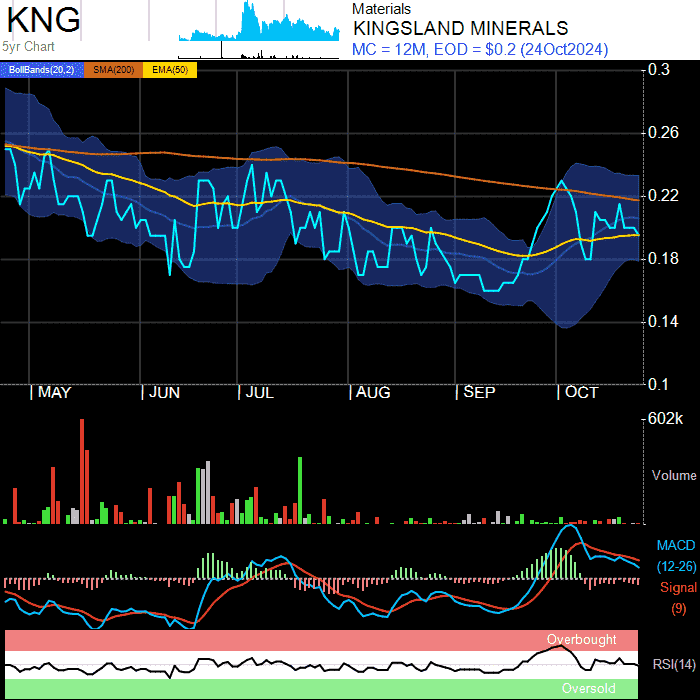 KNG
5yr Chart
Materials
KINGSLAND MINERALS
MC = 12M, EOD = $0.2 (24Oct2024)
BollBands(20,2) SMA(200) EMA(50)
0.3
0.26
0.22
0.18
0.14
0.1
MAY JUN JUL AUG SEP OCT
602k
Volume
MACD
(12-26)
Signal
(9)
Overbought
RSI(14)
Oversold